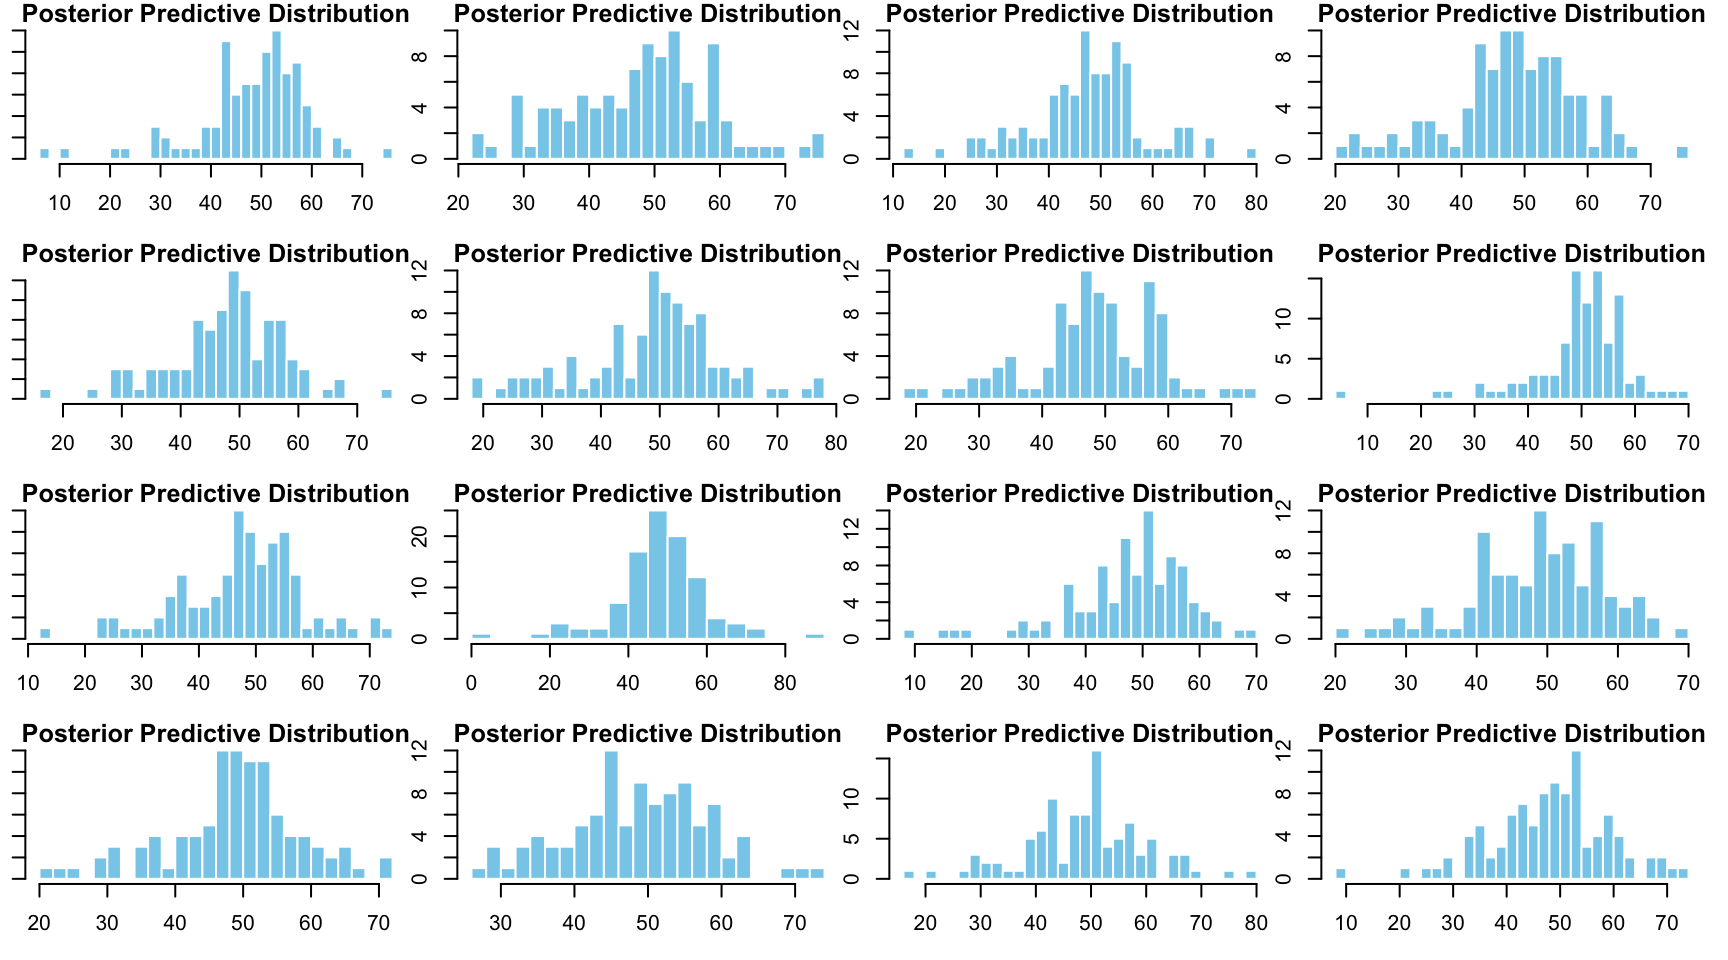 Posterior Predictive Distribution Posterior Predictive Distribution Posterior Predictive Distribution Posterior Predictive Distribution
0 4 8 0 4 8 12 0 4 8
10 20 30 40 50 60 70 20 30 40 50 60 70 10 20 30 40 50 60 70 80 20 30 40 50 60 70
Posterior Predictive Distribution Posterior Predictive Distribution Posterior Predictive Distribution Posterior Predictive Distribution
0 4 8 12 0 4 8 12 0 5 10
20 30 40 50 60 70 20 30 40 50 60 70 80 20 30 40 50 60 70 10 20 30 40 50 60 70
Posterior Predictive Distribution Posterior Predictive Distribution Posterior Predictive Distribution Posterior Predictive Distribution
0 10 20 0 4 8 12 0 4 8 12
10 20 30 40 50 60 70 0 20 40 60 80 10 20 30 40 50 60 70 20 30 40 50 60 70
Posterior Predictive Distribution Posterior Predictive Distribution Posterior Predictive Distribution Posterior Predictive Distribution
0 4 8 12 0 5 10 0 4 8 12
20 30 40 50 60 70 30 40 50 60 70 20 30 40 50 60 70 80 10 20 30 40 50 60 70